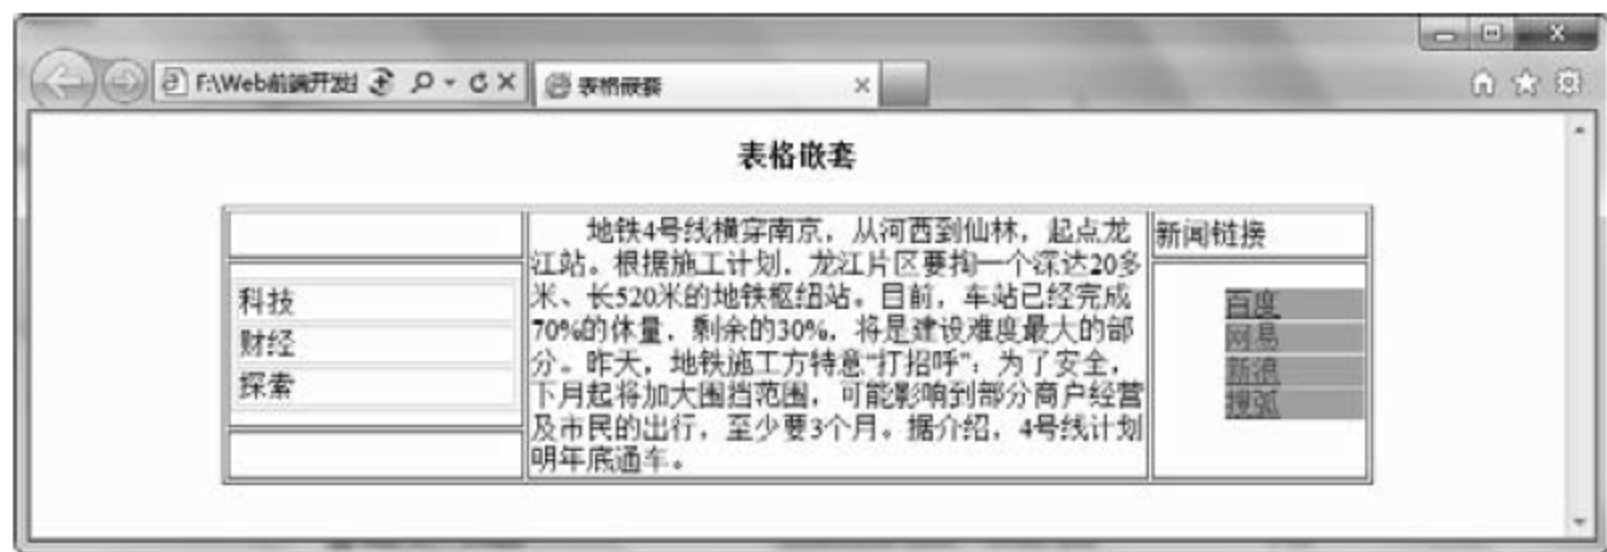 F:\Web前端开发
表格嵌套
表格嵌套
地铁4号线横穿南京，从河西到仙林，起点龙
江站。根据施工计划，龙江片区要掏一个深达20多
米、长520米的地铁枢纽站。目前，车站已经完成
70%的体量，剩余的30%，将是建设难度最大的部
分。昨天，地铁施工方特意“打招呼”：为了安全，
下月起将加大围挡范围，可能影响到部分商户经营
及市民的出行，至少要3个月。据介绍，4号线计划
明年底通车。
科技
财经
探索
新闻链接
百度
网易
新浪
搜狐